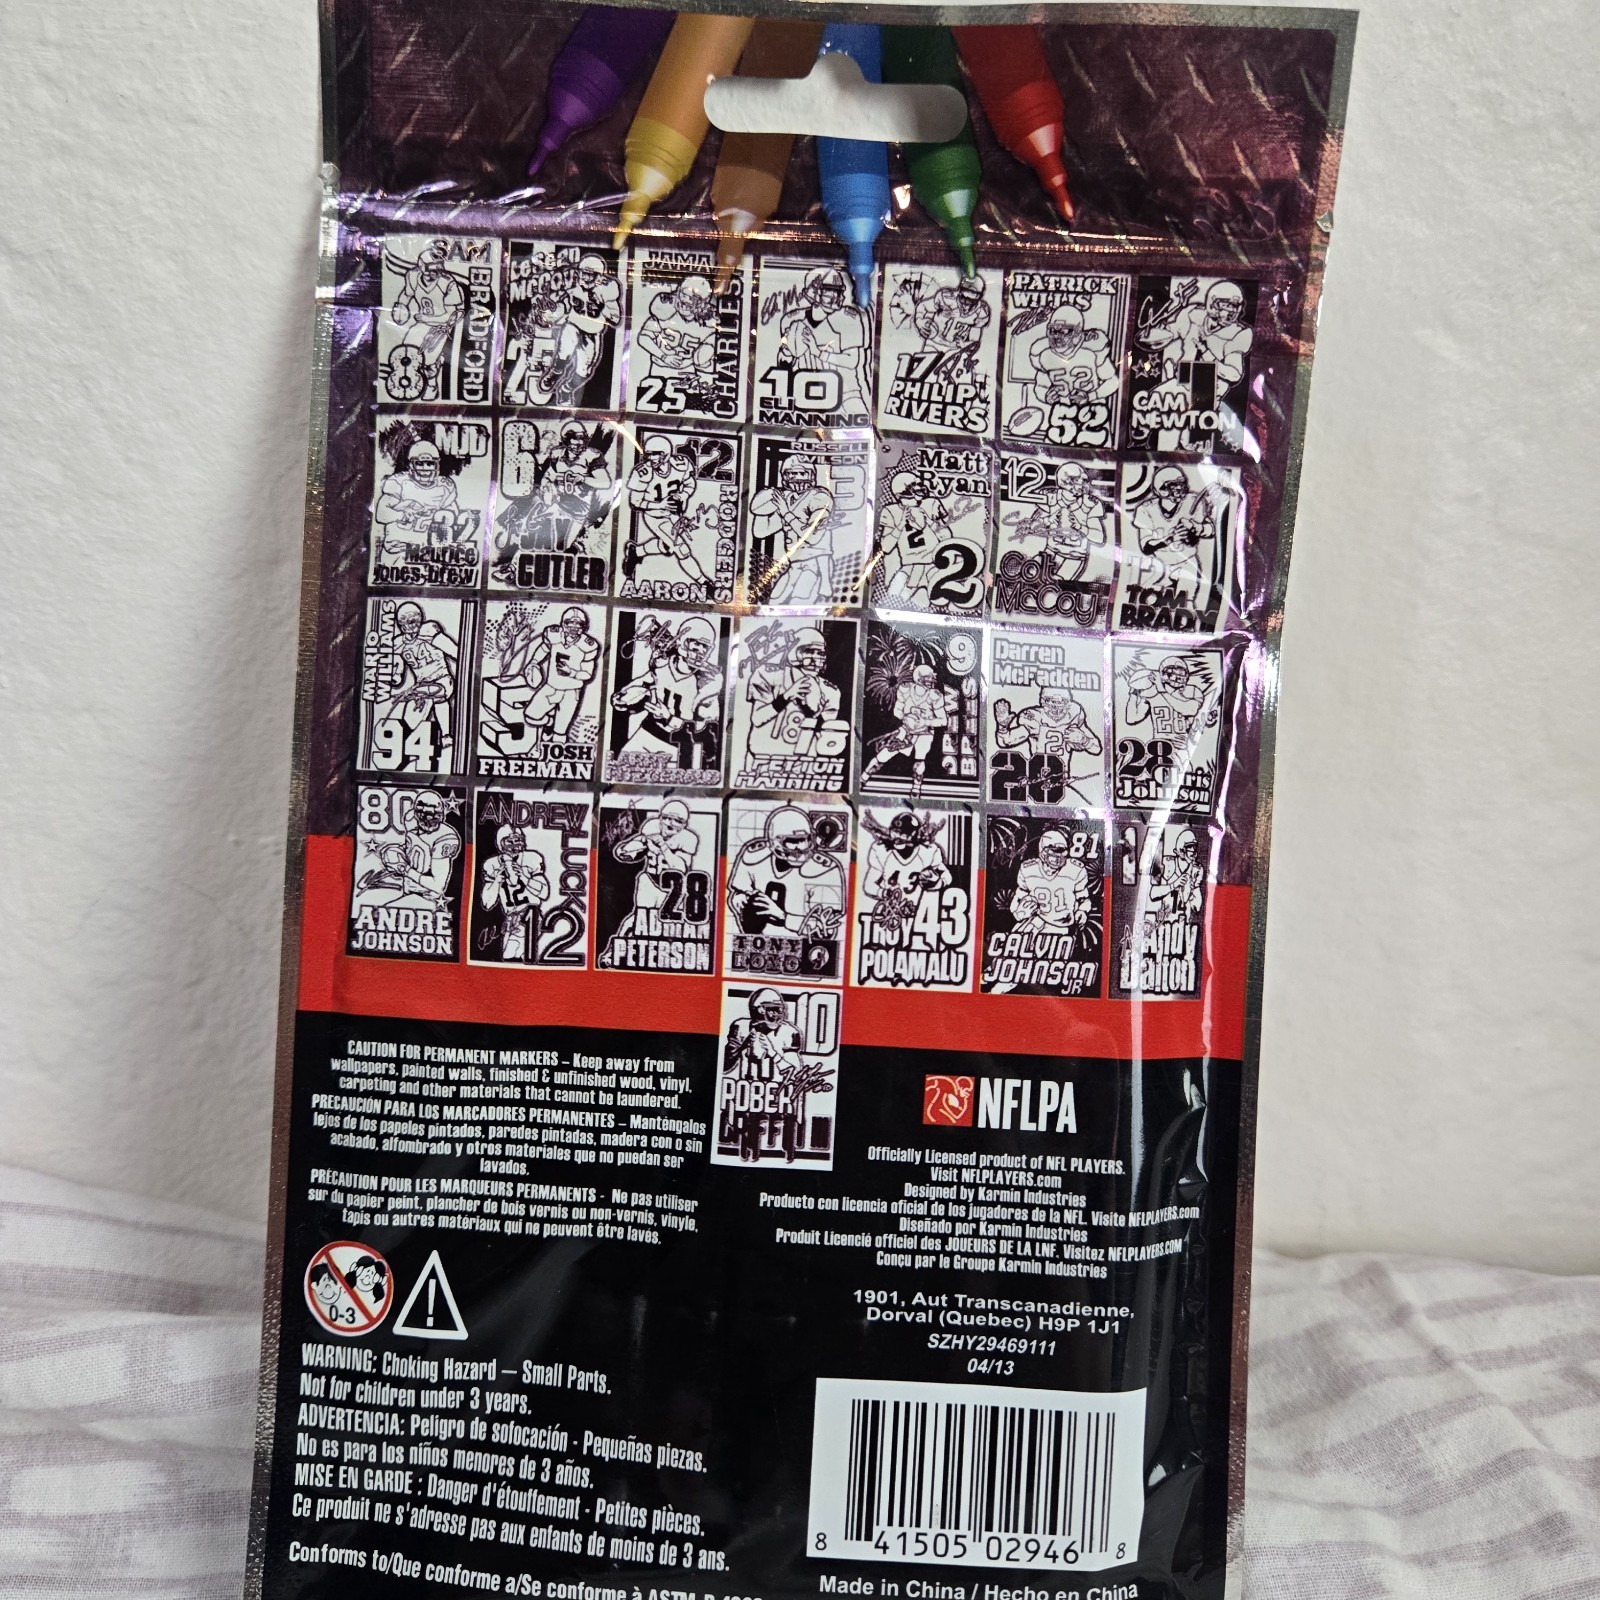 SAM BRADFORD 8
LeSean McCoy 25
JAMA CHARLES 25
10 ELI MANNING
17 PHILIP RIVERS
PATRICK WILLIS 52
1 CAM NEWTON
MJD 32 Maurice Jones-Drew
6 JAY CUTLER
12 AARON RODGERS
RUSSELL WILSON 3
Matt Ryan 2
12 Colt McCoy
12 TOM BRADY
MARIO WILLIAMS 94
5 JOSH FREEMAN
11 LARRY FITZGERALD
18 PEYTON MANNING
9
Darren McFadden 20
28 Chris Johnson
80 ANDRE JOHNSON
ANDREW LUCK 12
28 ADRIAN PETERSON
9 TONY ROMO 9
TROY 43 POLAMALU
81 CALVIN JOHNSON JR
14 Andy Dalton
10 ROBERT GRIFFIN III
CAUTION FOR PERMANENT MARKERS – Keep away from
wallpapers, painted walls, finished & unfinished wood, vinyl,
carpeting and other materials that cannot be laundered.
PRECAUCIÓN PARA LOS MARCADORES PERMANENTES – Manténgalos
lejos de los papeles pintados, paredes pintadas, madera con o sin
acabado, alfombrado y otros materiales que no puedan ser
lavados.
PRÉCAUTION POUR LES MARQUEURS PERMANENTS - Ne pas utiliser
sur du papier peint, plancher de bois vernis ou non-vernis, vinyle,
tapis ou autres matériaux qui ne peuvent être lavés.
0-3
WARNING: Choking Hazard – Small Parts.
Not for children under 3 years.
ADVERTENCIA: Peligro de sofocación - Pequeñas piezas.
No es para los niños menores de 3 años.
MISE EN GARDE : Danger d'étouffement - Petites pièces.
Ce produit ne s'adresse pas aux enfants de moins de 3 ans.
Conforms to/Que conforme a/Se conforme à ASTM
NFLPA
Officially Licensed product of NFL PLAYERS.
Visit NFLPLAYERS.com
Designed by Karmin Industries
Producto con licencia oficial de los jugadores de la NFL. Visite NFLPLAYERS.com
Diseñado por Karmin Industries
Produit Licencié officiel des JOUEURS DE LA LNF. Visitez NFLPLAYERS.COM
Conçu par le Groupe Karmin Industries
1901, Aut Transcanadienne,
Dorval (Quebec) H9P 1J1
SZHY29469111
04/13
8 41505 02946 8
Made in China / Hecho en China